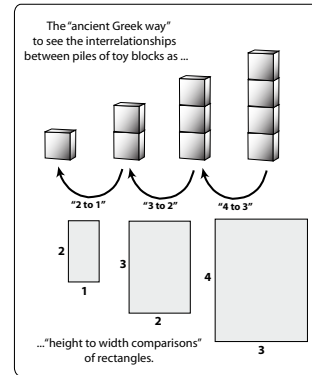 The “ancient Greek way”
to see the interrelationships
between piles of toy blocks as ...
“2 to 1”
“3 to 2”
“4 to 3”
2
1
3
2
4
3
...“height to width comparisons”
of rectangles.